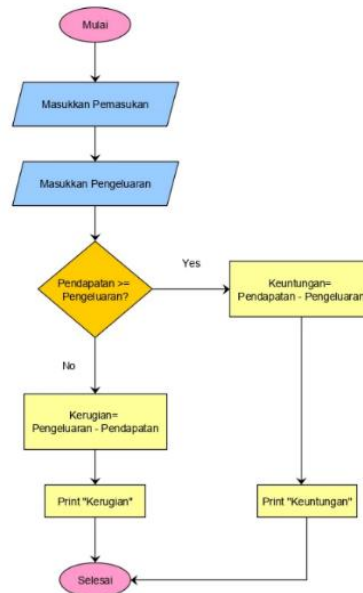 Mulai
Masukkan Pemasukan
Masukkan Pengeluaran
Pendapatan >=
Pengeluaran?
Yes
Keuntungan=
Pendapatan - Pengeluaran
No
Kerugian=
Pengeluaran - Pendapatan
Print "Kerugian"
Print "Keuntungan"
Selesai